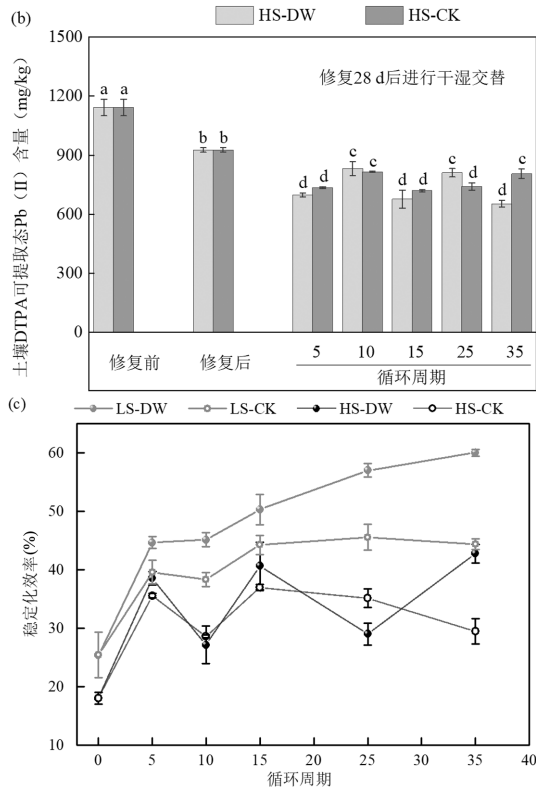 (b)
HS-DW HS-CK
1500
1200
900
600
300
0
土壤DTPA可提取态Pb（II）含量（mg/kg）
修复28 d后进行干湿交替
a a
b b
d d
c c
d d
c d
d c
修复前 修复后
5 10 15 25 35
循环周期
(c)
LS-DW LS-CK HS-DW HS-CK
60
50
40
30
20
10
稳定化效率(%)
0 5 10 15 20 25 30 35 40
循环周期